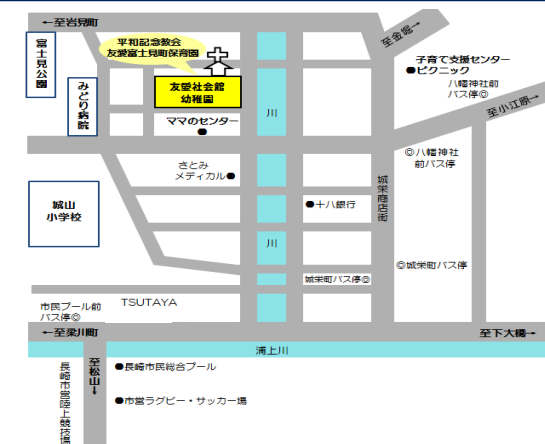 ←至岩見町
至金堀→
富士見公園
平和記念教会
友愛富士見町保育園
子育て支援センター
●ピクニック
八幡神社前
バス停◎
みどり病院
友愛社会館
幼稚園
至小江原→
川
ママのセンター
●
◎八幡神社
前バス停
さとみ
メディカル●
城栄商店街
城山
小学校
●十八銀行
川
◎城栄町バス停
城栄町バス停◎
市民プール前
バス停◎
TSUTAYA
←至梁川町
至下大橋→
浦上川
至松山→
長崎市営陸上競技場
●長崎市民総合プール
●市営ラグビー・サッカー場